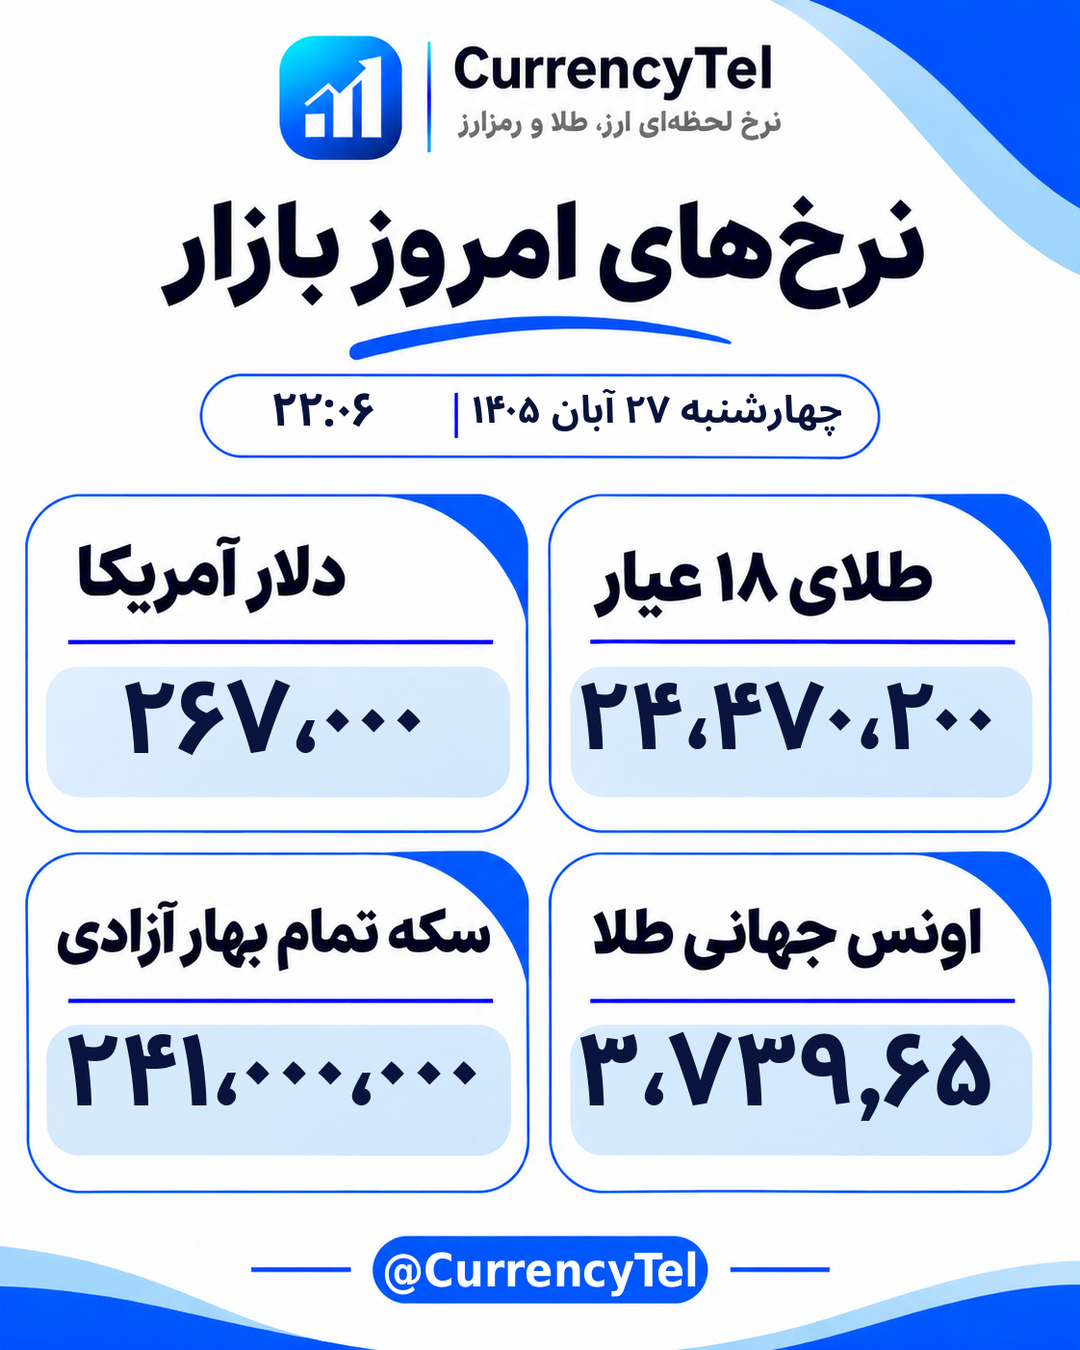 CurrencyTel
نرخ لحظه‌ای ارز، طلا و رمزارز
نرخ‌های امروز بازار
چهارشنبه ۲۷ آبان ۱۴۰۵ | ۲۲:۰۶
طلای ۱۸ عیار
۲۴،۴۷۰،۲۰۰
دلار آمریکا
۲۶۷،۰۰۰
اونس جهانی طلا
۳،۷۳۹,۶۵
سکه تمام بهار آزادی
۲۴۱،۰۰۰،۰۰۰
@CurrencyTel